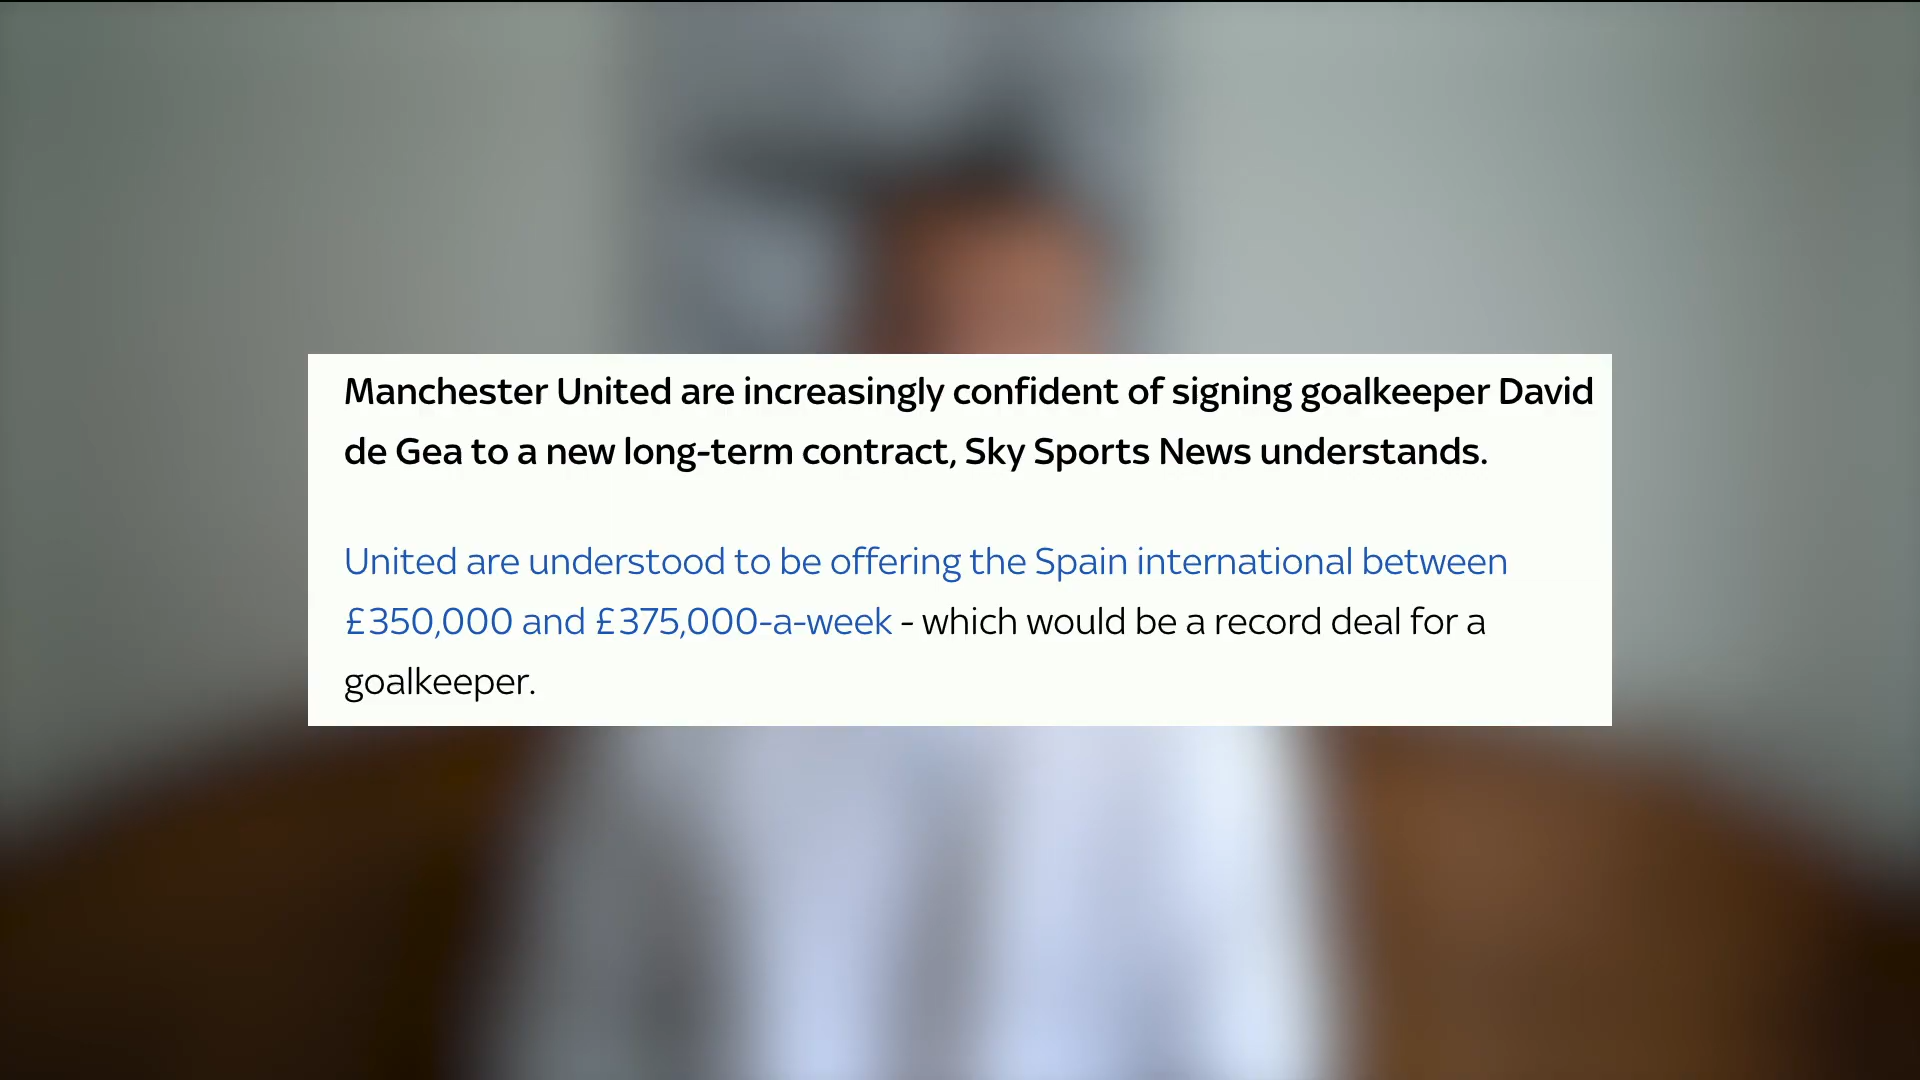 Manchester United are increasingly confident of signing goalkeeper David
de Gea to a new long-term contract, Sky Sports News understands.
United are understood to be offering the Spain international between
£350,000 and £375,000-a-week - which would be a record deal for a
goalkeeper.